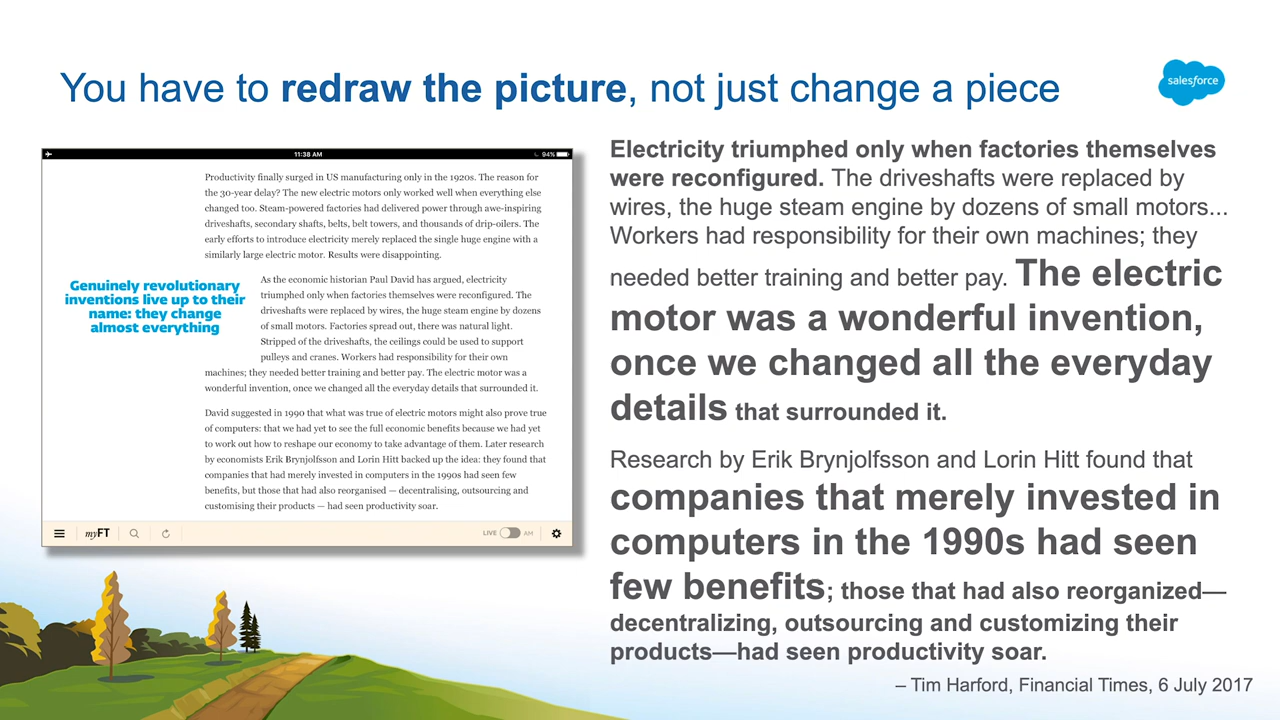 You have to redraw the picture, not just change a piece
salesforce
11:38 AM
94%
Productivity finally surged in US manufacturing only in the 1920s. The reason for
the 30-year delay? The new electric motors only worked well when everything else
changed too. Steam-powered factories had delivered power through awe-inspiring
driveshafts, secondary shafts, belts, belt towers, and thousands of drip-oilers. The
early efforts to introduce electricity merely replaced the single huge engine with a
similarly large electric motor. Results were disappointing.
Genuinely revolutionary
inventions live up to their
name: they change
almost everything
As the economic historian Paul David has argued, electricity
triumphed only when factories themselves were reconfigured. The
driveshafts were replaced by wires, the huge steam engine by dozens
of small motors. Factories spread out, there was natural light.
Stripped of the driveshafts, the ceilings could be used to support
pulleys and cranes. Workers had responsibility for their own
machines; they needed better training and better pay. The electric motor was a
wonderful invention, once we changed all the everyday details that surrounded it.
David suggested in 1990 that what was true of electric motors might also prove true
of computers: that we had yet to see the full economic benefits because we had yet
to work out how to reshape our economy to take advantage of them. Later research
by economists Erik Brynjolfsson and Lorin Hitt backed up the idea: they found that
companies that had merely invested in computers in the 1990s had seen few
benefits, but those that had also reorganised — decentralising, outsourcing and
customising their products — had seen productivity soar.
myFT
LIVE
AM
Electricity triumphed only when factories themselves
were reconfigured. The driveshafts were replaced by
wires, the huge steam engine by dozens of small motors...
Workers had responsibility for their own machines; they
needed better training and better pay. The electric
motor was a wonderful invention,
once we changed all the everyday
details that surrounded it.
Research by Erik Brynjolfsson and Lorin Hitt found that
companies that merely invested in
computers in the 1990s had seen
few benefits; those that had also reorganized—
decentralizing, outsourcing and customizing their
products—had seen productivity soar.
– Tim Harford, Financial Times, 6 July 2017